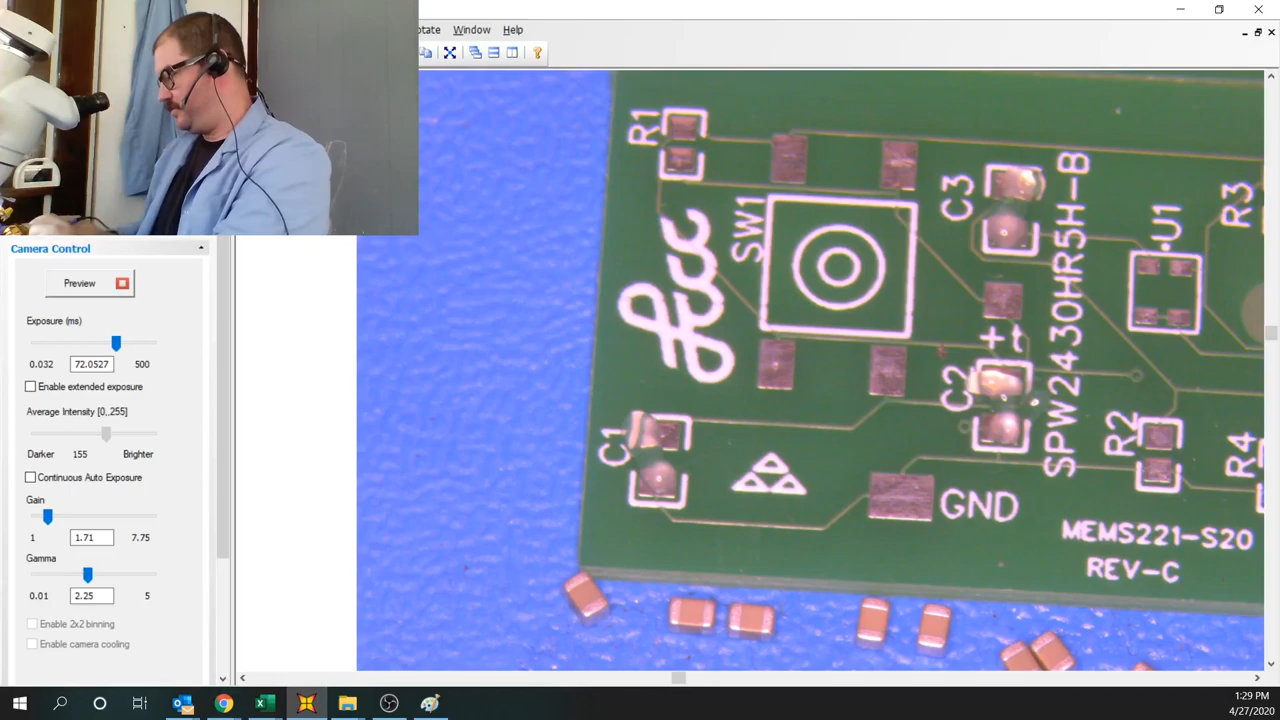 Window
Help
Camera Control
Preview
Exposure (ms)
0.032
72.0527
500
Enable extended exposure
Average Intensity [0,,255]
Darker
155
Brighter
Continuous Auto Exposure
Gain
1
1.71
7.75
Gamma
0.01
2.25
5
Enable 2x2 binning
Enable camera cooling
R1
SW1
C3
SPW2430HR5H-B
U1
R3
+
C2
C1
R2
R4
GND
MEMS221-S20
REV-C
1:29 PM
4/27/2020